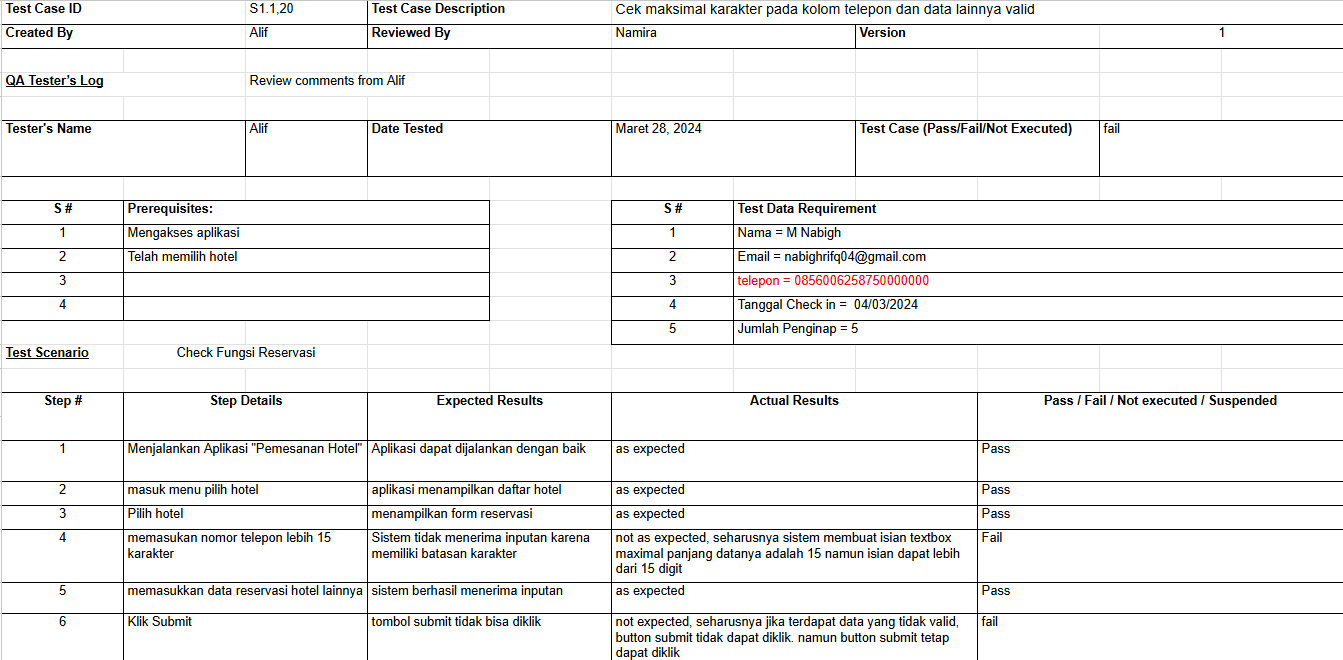 Test Case ID S1.1,20 Test Case Description Cek maksimal karakter pada kolom telepon dan data lainnya valid
Created By Alif Reviewed By Namira Version 1
QA Tester's Log Review comments from Alif
Tester's Name Alif Date Tested Maret 28, 2024 Test Case (Pass/Fail/Not Executed) fail
S # Prerequisites: S # Test Data Requirement
1 Mengakses aplikasi 1 Nama = M Nabigh
2 Telah memilih hotel 2 Email = nabighrifq04@gmail.com
3 3 telepon = 0856006258750000000
4 4 Tanggal Check in = 04/03/2024
5 Jumlah Penginap = 5
Test Scenario Check Fungsi Reservasi
Step # Step Details Expected Results Actual Results Pass / Fail / Not executed / Suspended
1 Menjalankan Aplikasi "Pemesanan Hotel" Aplikasi dapat dijalankan dengan baik as expected Pass
2 masuk menu pilih hotel aplikasi menampilkan daftar hotel as expected Pass
3 Pilih hotel menampilkan form reservasi as expected Pass
4 memasukan nomor telepon lebih 15
karakter
Sistem tidak menerima inputan karena
memiliki batasan karakter
not as expected, seharusnya sistem membuat isian textbox
maximal panjang datanya adalah 15 namun isian dapat lebih
dari 15 digit
Fail
5 memasukkan data reservasi hotel lainnya sistem berhasil menerima inputan as expected Pass
6 Klik Submit tombol submit tidak bisa diklik
not expected, seharusnya jika terdapat data yang tidak valid,
button submit tidak dapat diklik. namun button submit tetap
dapat diklik
fail